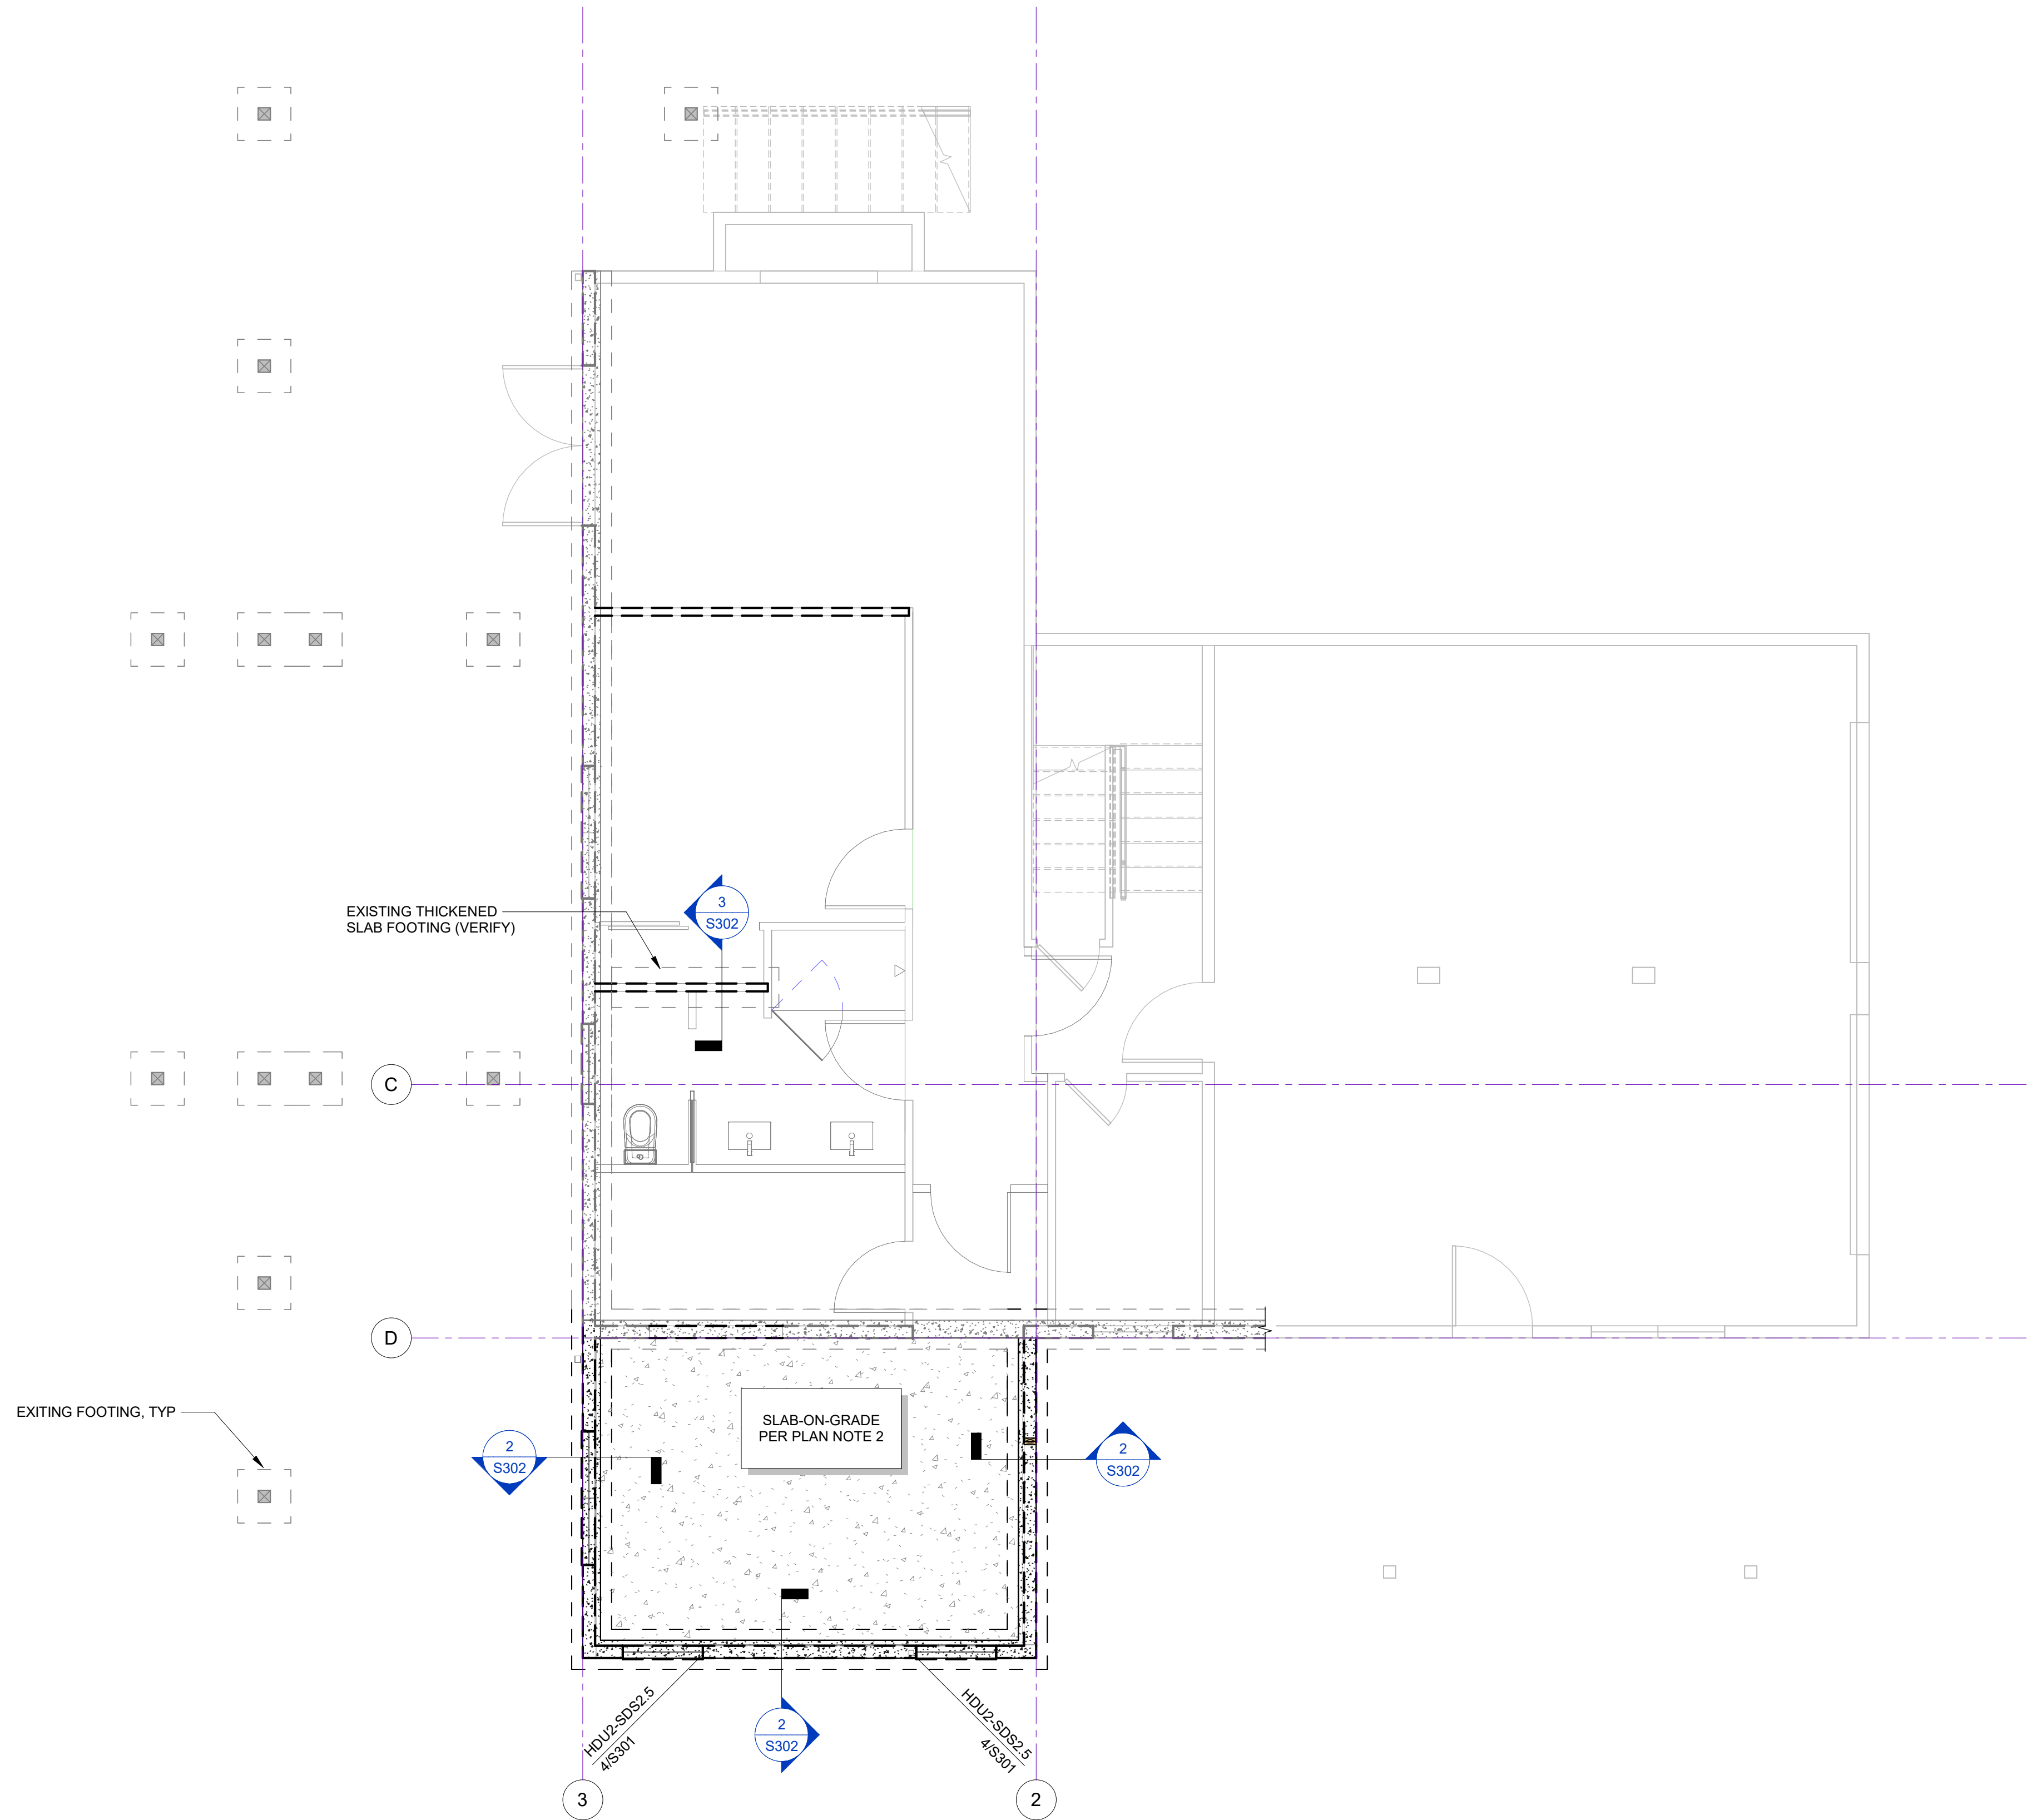 EXISTING THICKENED
SLAB FOOTING (VERIFY)
3
S302
C
D
EXITING FOOTING, TYP
SLAB-ON-GRADE
PER PLAN NOTE 2
2
S302
2
S302
HDU2-SDS2.5
4/S301
2
S302
HDU2-SDS2.5
4/S301
3
2